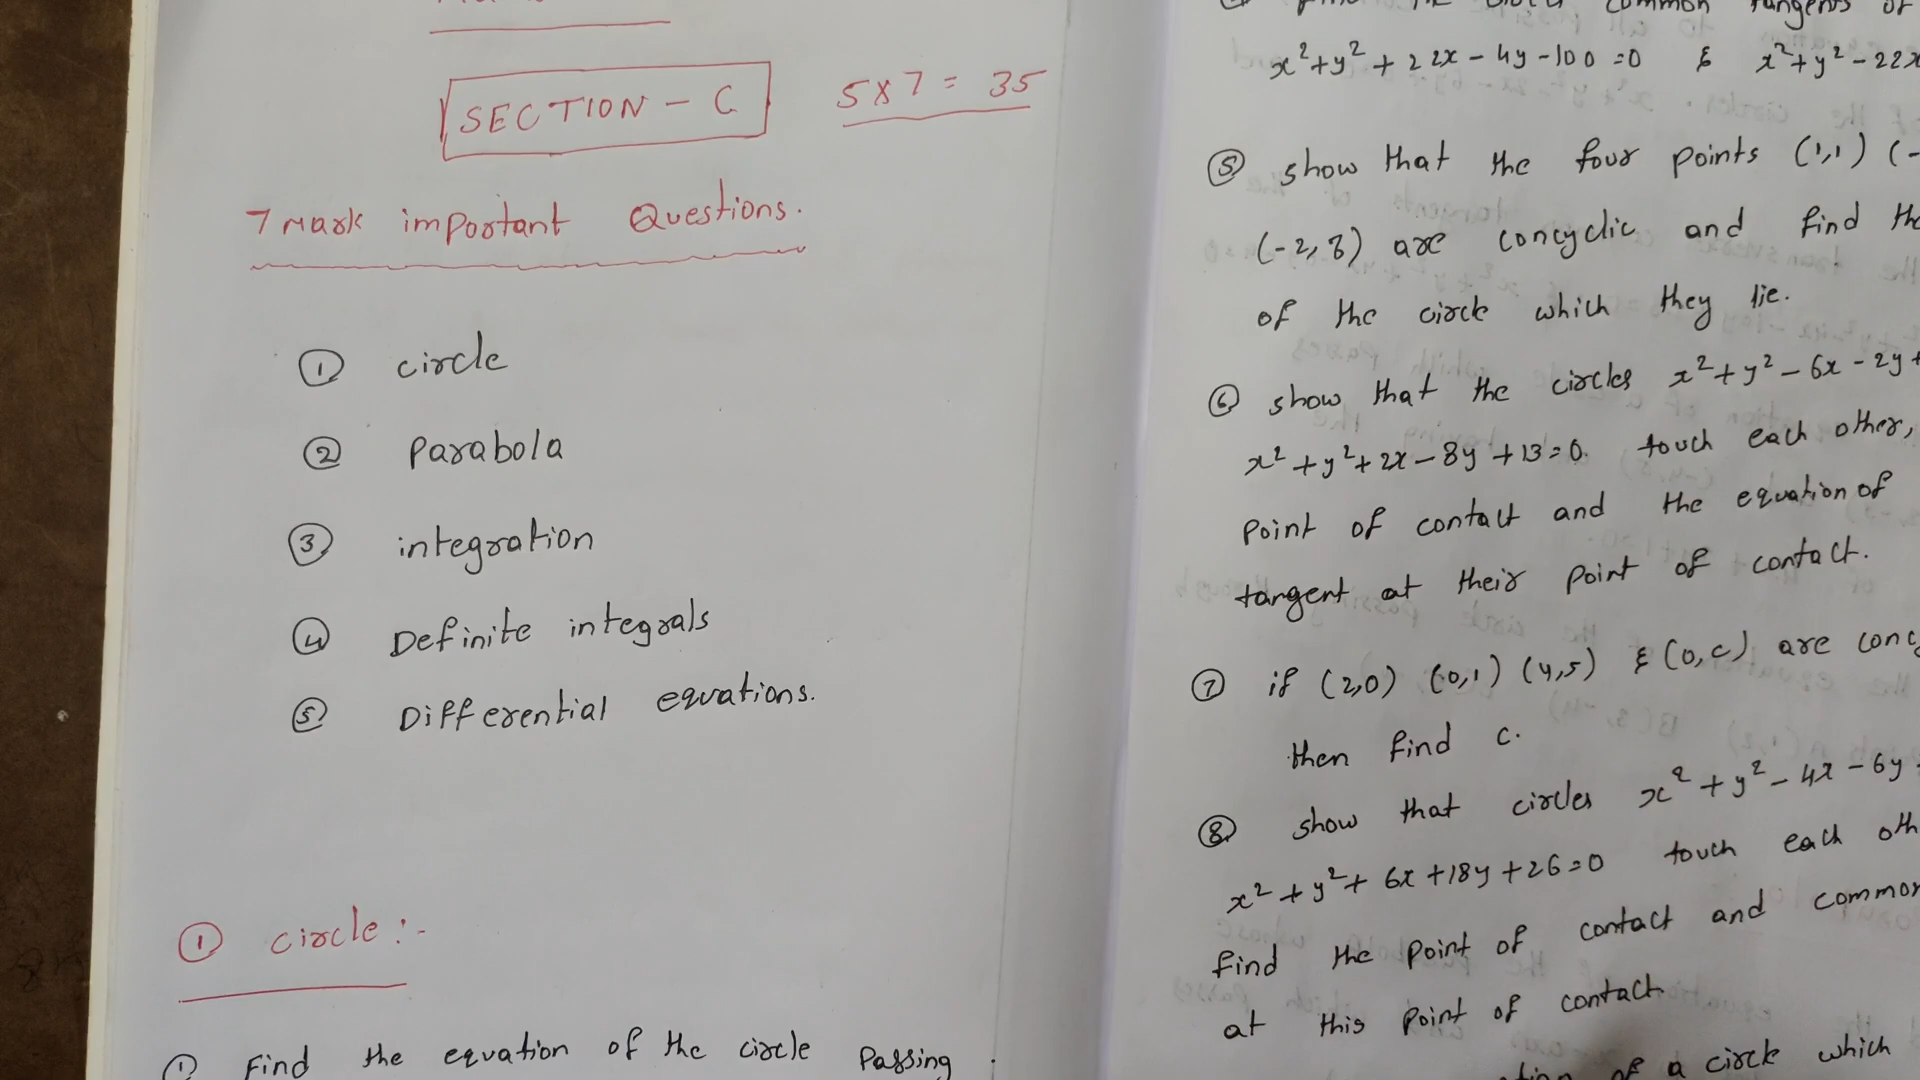 SECTION - C
5x7 = 35
7 mark important Questions.
① circle
② parabola
③ integration
④ Definite integrals
⑤ Differential equations.
① circle :-
① Find the equation of the circle passing
common tangents of
x²+y²+22x-4y-100=0 & x²+y²-22x
⑤ show that the four points (1,1) (-
(-2,3) are concyclic and find the
of the circle which they lie.
⑥ show that the circles x²+y²-6x-2y+
x²+y²+2x-8y+13=0. touch each other,
point of contact and the equation of
tangent at their point of contact.
⑦ if (2,0) (0,1) (4,5) & (0,c) are conc
then find c.
⑧ show that circles x²+y²-4x-6y
x²+y²+6x+18y+26=0 touch each oth
find the point of contact and common
at this point of contact.
of a circle which